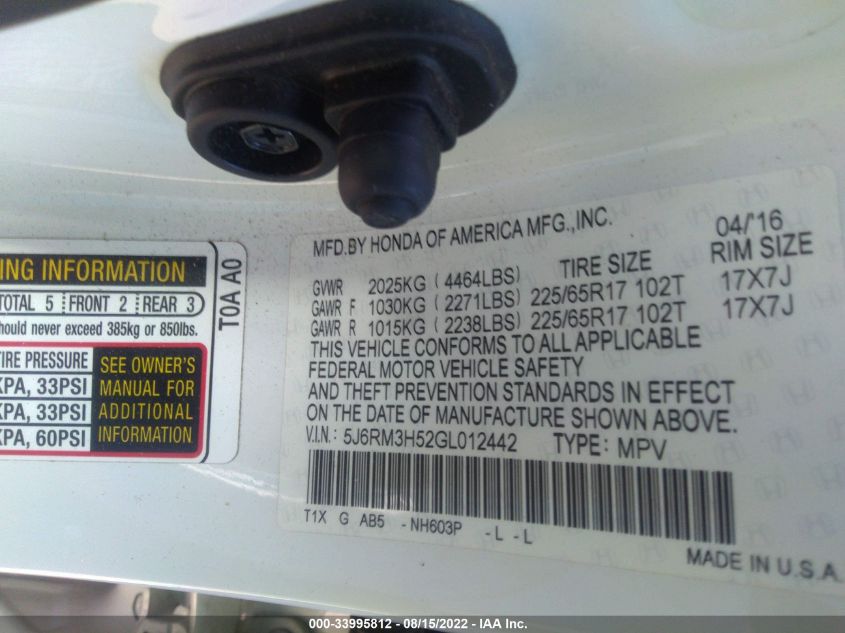 ING INFORMATION
TOTAL 5 FRONT 2 REAR 3
should never exceed 385kg or 850lbs.
TIRE PRESSURE
KPA, 33PSI
KPA, 33PSI
KPA, 60PSI
SEE OWNER'S
MANUAL FOR
ADDITIONAL
INFORMATION
T0A A0
MFD.BY HONDA OF AMERICA MFG.,INC. 04/16
GVWR 2025KG (4464LBS) TIRE SIZE RIM SIZE
GAWR F 1030KG (2271LBS) 225/65R17 102T 17X7J
GAWR R 1015KG (2238LBS) 225/65R17 102T 17X7J
THIS VEHICLE CONFORMS TO ALL APPLICABLE
FEDERAL MOTOR VEHICLE SAFETY
AND THEFT PREVENTION STANDARDS IN EFFECT
ON THE DATE OF MANUFACTURE SHOWN ABOVE.
V.I.N.: 5J6RM3H52GL012442 TYPE: MPV
T1X G AB5 -NH603P -L -L
MADE IN U.S.A.
000-33995812 - 08/15/2022 - IAA Inc.